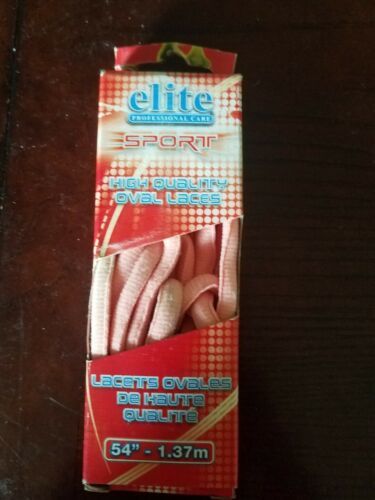 elite
PROFESSIONAL CARE
SPORT
HIGH QUALITY
OVAL LACES
LACETS OVALES
DE HAUTE
QUALITÉ
54" - 1.37m